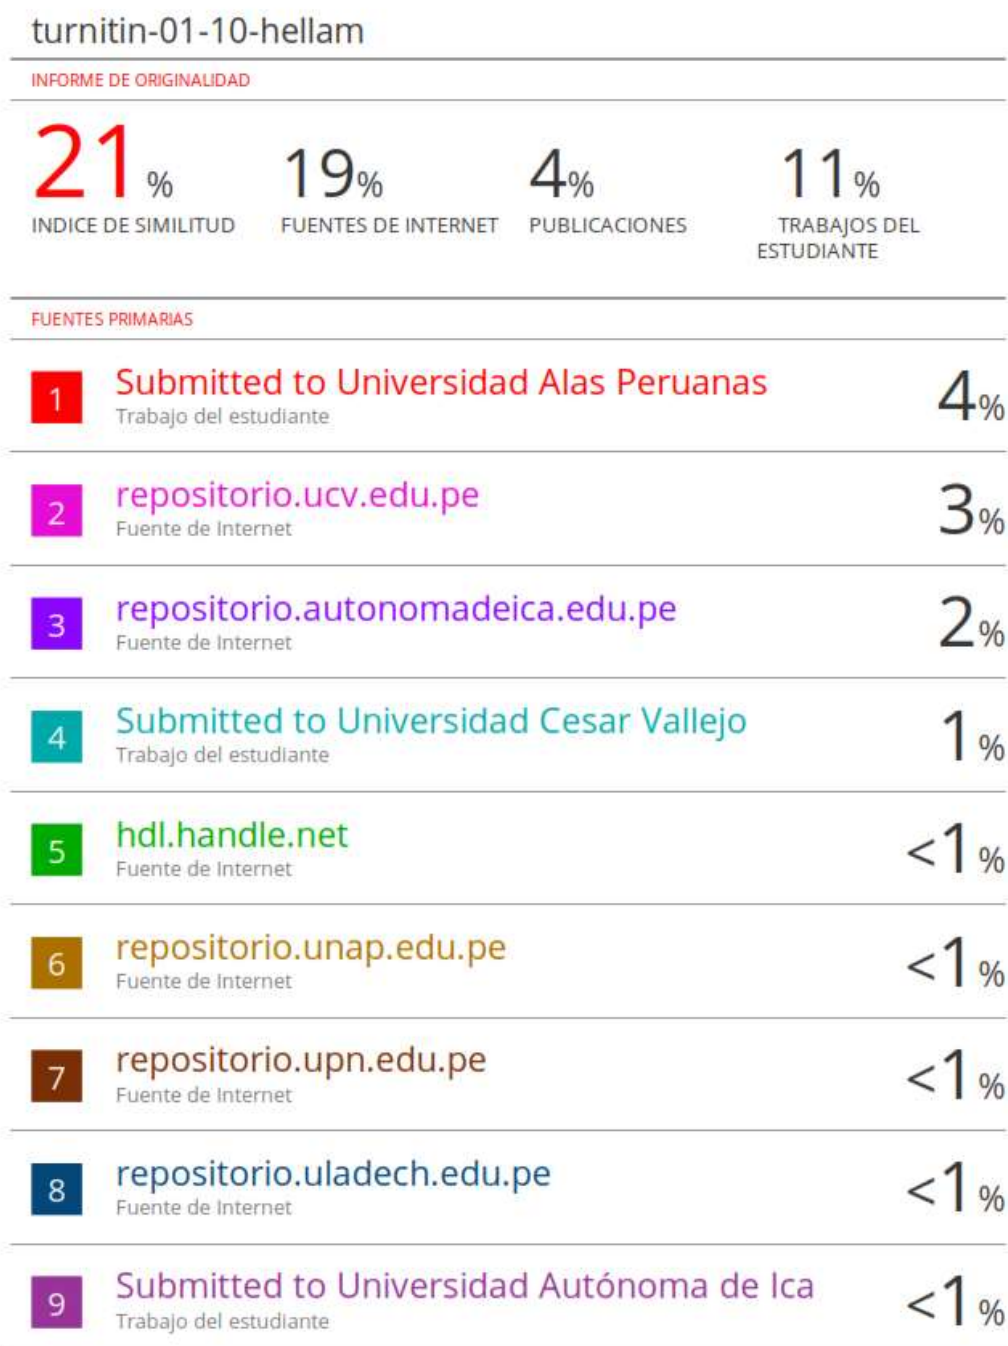 turnitin-01-10-hellam
INFORME DE ORIGINALIDAD
21% 19% 4% 11%
INDICE DE SIMILITUD FUENTES DE INTERNET PUBLICACIONES TRABAJOS DEL
ESTUDIANTE
FUENTES PRIMARIAS
1 Submitted to Universidad Alas Peruanas 4%
Trabajo del estudiante
2 repositorio.ucv.edu.pe 3%
Fuente de Internet
3 repositorio.autonomadeica.edu.pe 2%
Fuente de Internet
4 Submitted to Universidad Cesar Vallejo 1%
Trabajo del estudiante
5 hdl.handle.net <1%
Fuente de Internet
6 repositorio.unap.edu.pe <1%
Fuente de Internet
7 repositorio.upn.edu.pe <1%
Fuente de Internet
8 repositorio.uladech.edu.pe <1%
Fuente de Internet
9 Submitted to Universidad Autónoma de Ica <1%
Trabajo del estudiante